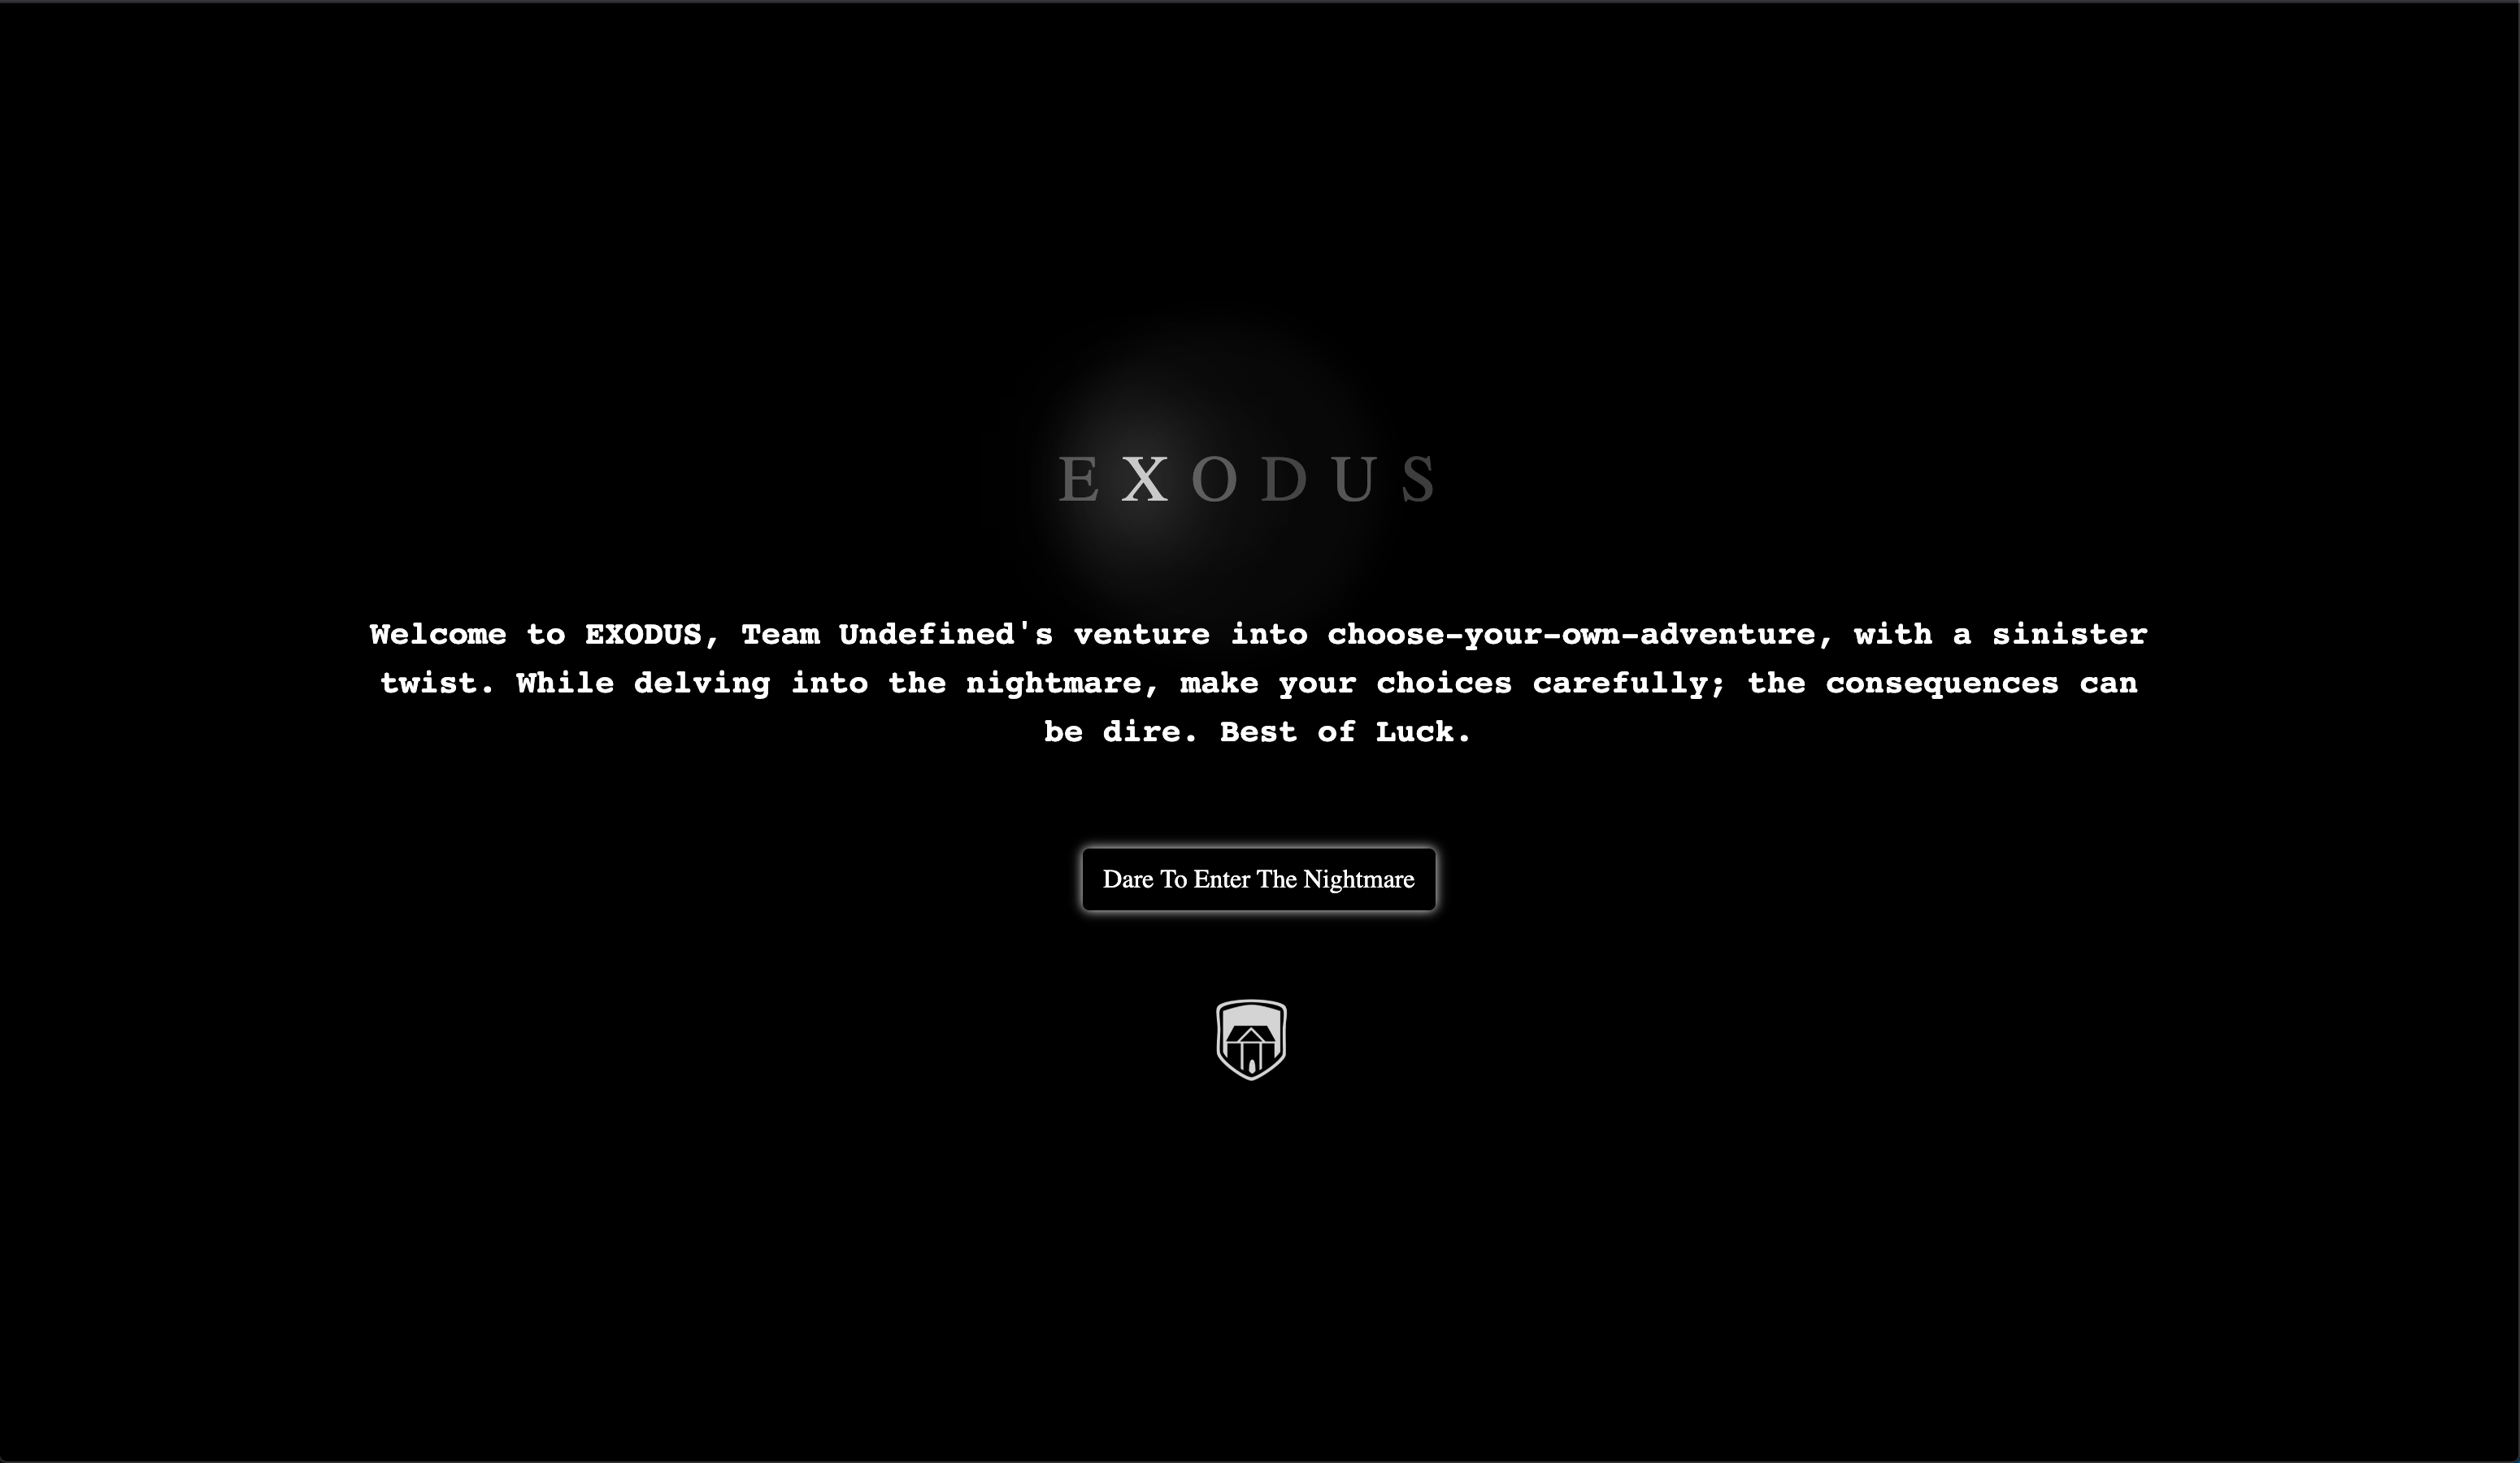 EXODUS
Welcome to EXODUS, Team Undefined's venture into choose-your-own-adventure, with a sinister
twist. While delving into the nightmare, make your choices carefully; the consequences can
be dire. Best of Luck.
Dare To Enter The Nightmare